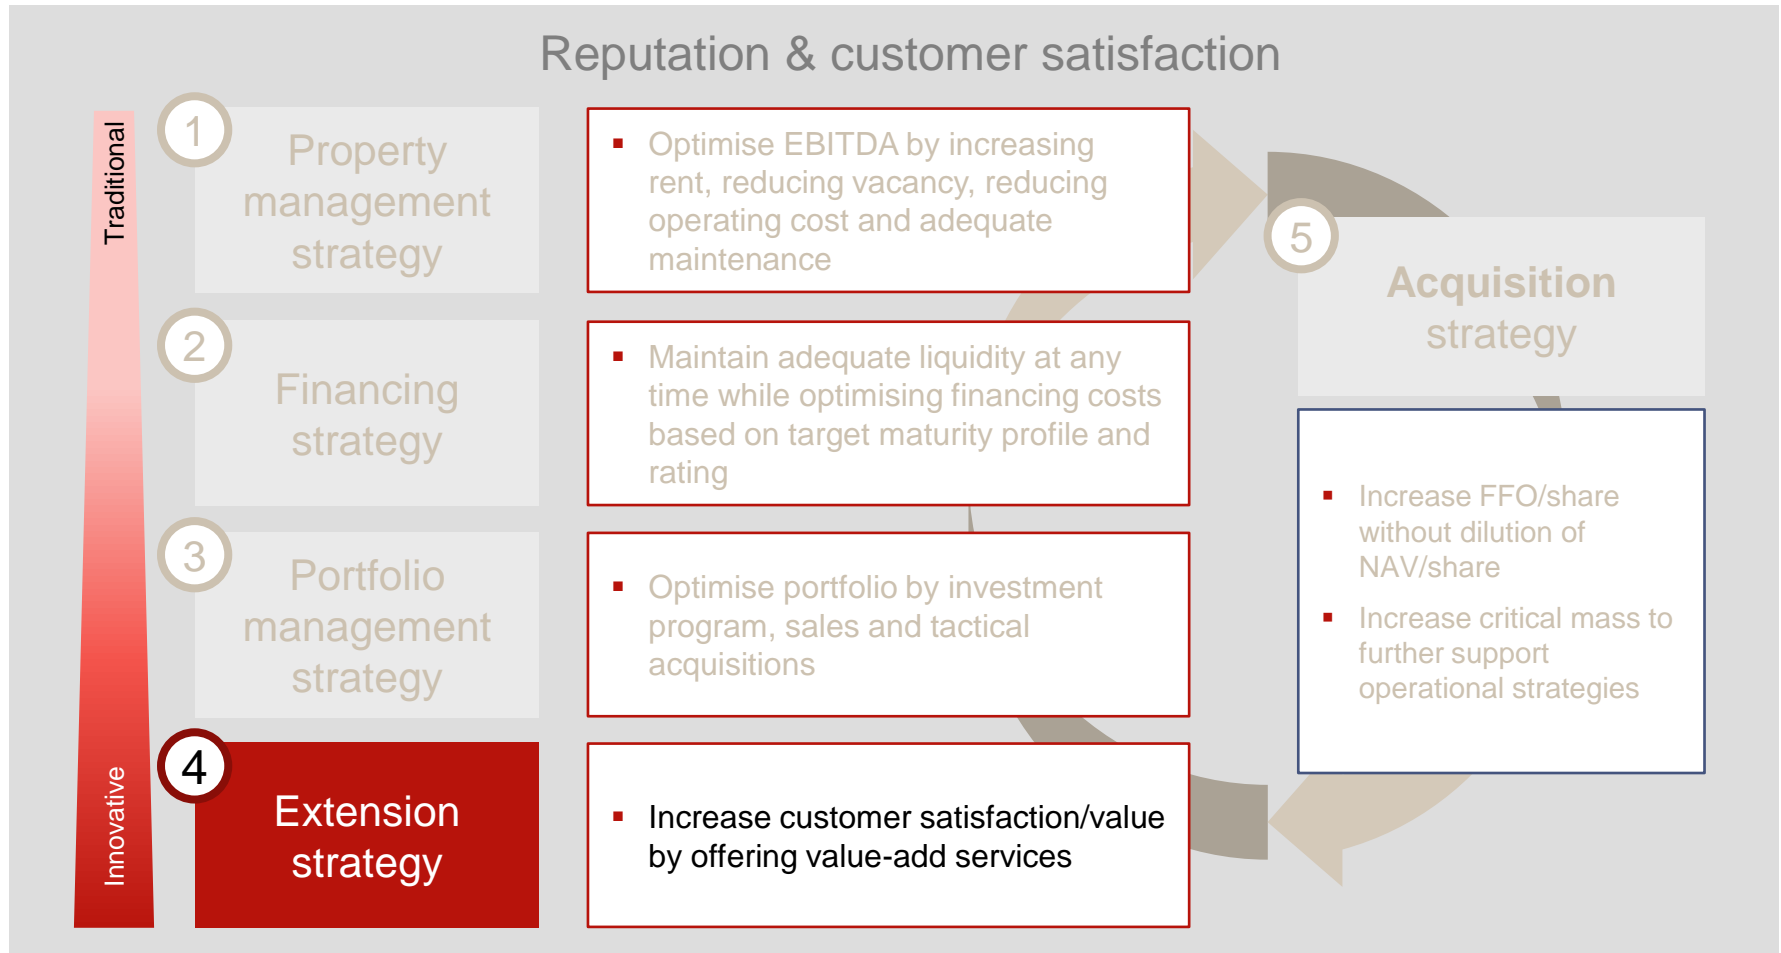 Reputation & customer satisfaction
Traditional
Innovative
1
Property
management
strategy
▪ Optimise EBITDA by increasing
rent, reducing vacancy, reducing
operating cost and adequate
maintenance
2
Financing
strategy
▪ Maintain adequate liquidity at any
time while optimising financing costs
based on target maturity profile and
rating
3
Portfolio
management
strategy
▪ Optimise portfolio by investment
program, sales and tactical
acquisitions
4
Extension
strategy
▪ Increase customer satisfaction/value
by offering value-add services
5
Acquisition
strategy
▪ Increase FFO/share
without dilution of
NAV/share
▪ Increase critical mass to
further support
operational strategies